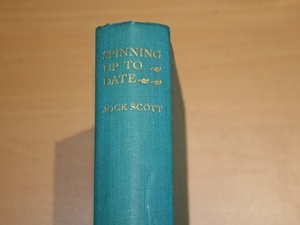 SPINNING
UP TO
DATE
JOCK SCOTT